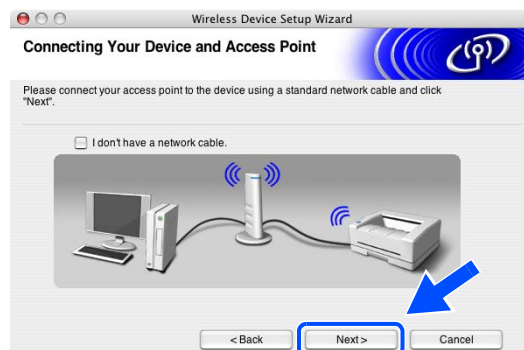 Wireless Device Setup Wizard
Connecting Your Device and Access Point
Please connect your access point to the device using a standard network cable and click
"Next".
I don't have a network cable.
< Back
Next >
Cancel